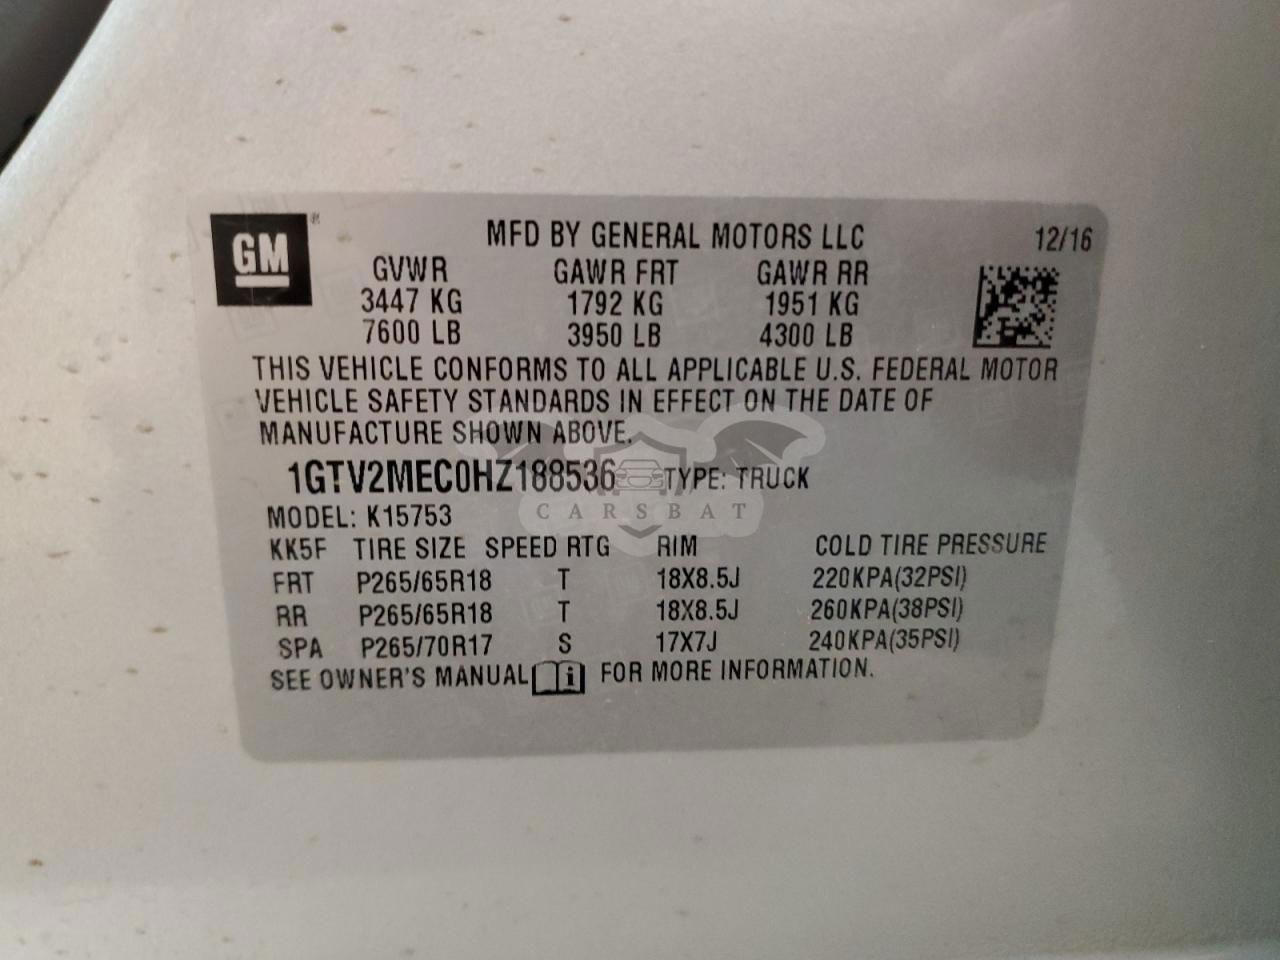 GM ® MFD BY GENERAL MOTORS LLC 12/16
GVWR GAWR FRT GAWR RR
3447 KG 1792 KG 1951 KG
7600 LB 3950 LB 4300 LB
THIS VEHICLE CONFORMS TO ALL APPLICABLE U.S. FEDERAL MOTOR
VEHICLE SAFETY STANDARDS IN EFFECT ON THE DATE OF
MANUFACTURE SHOWN ABOVE.
1GTV2MEC0HZ188536 TYPE: TRUCK
CARSBAT
MODEL: K15753
KK5F TIRE SIZE SPEED RTG RIM COLD TIRE PRESSURE
FRT P265/65R18 T 18X8.5J 220KPA(32PSI)
RR P265/65R18 T 18X8.5J 260KPA(38PSI)
SPA P265/70R17 S 17X7J 240KPA(35PSI)
SEE OWNER'S MANUAL i FOR MORE INFORMATION.